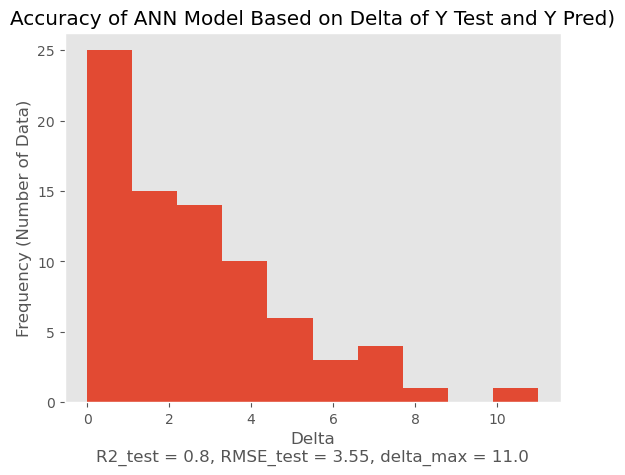 Accuracy of ANN Model Based on Delta of Y Test and Y Pred)
Frequency (Number of Data)
25
20
15
10
5
0
0 2 4 6 8 10
Delta
R2_test = 0.8, RMSE_test = 3.55, delta_max = 11.0